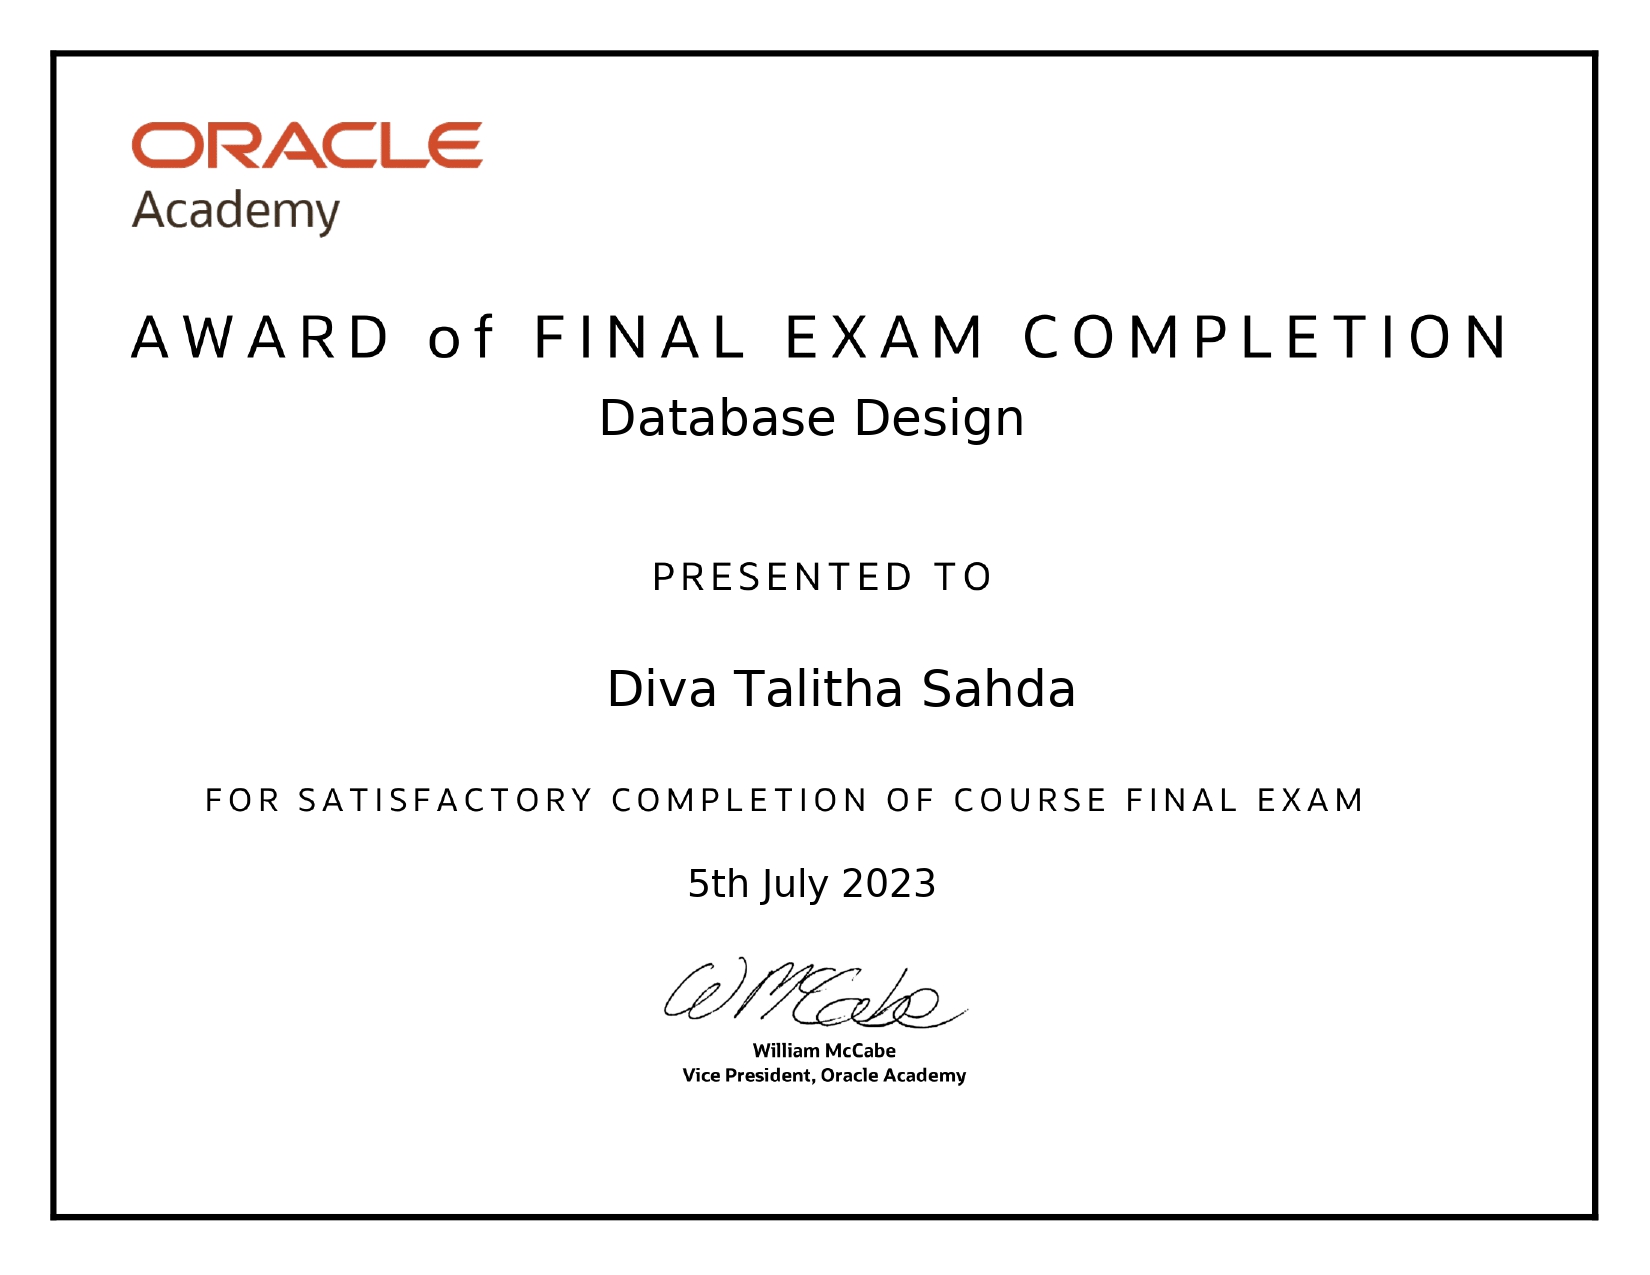 ORACLE
Academy
AWARD of FINAL EXAM COMPLETION
Database Design
PRESENTED TO
Diva Talitha Sahda
FOR SATISFACTORY COMPLETION OF COURSE FINAL EXAM
5th July 2023
W McCabe
William McCabe
Vice President, Oracle Academy